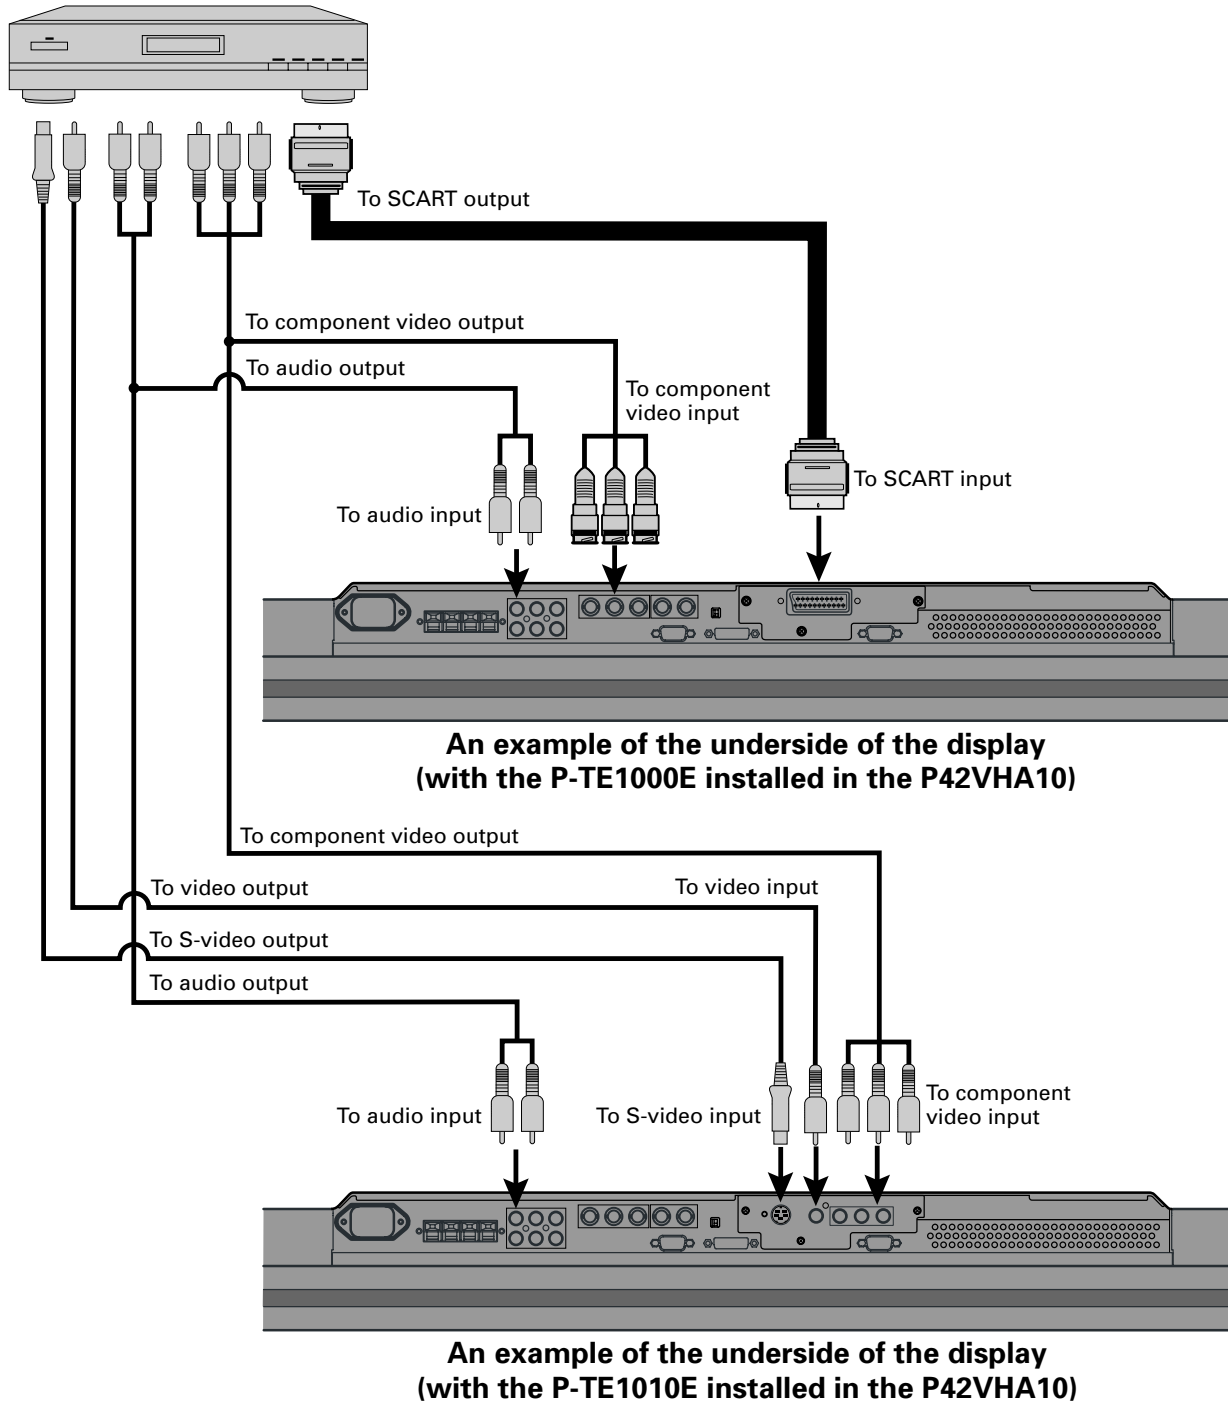 To SCART output
To component video output
To audio output
To component
video input
To SCART input
To audio input
An example of the underside of the display
(with the P-TE1000E installed in the P42VHA10)
To component video output
To video output
To video input
To S-video output
To audio output
To component
video input
To audio input
To S-video input
An example of the underside of the display
(with the P-TE1010E installed in the P42VHA10)